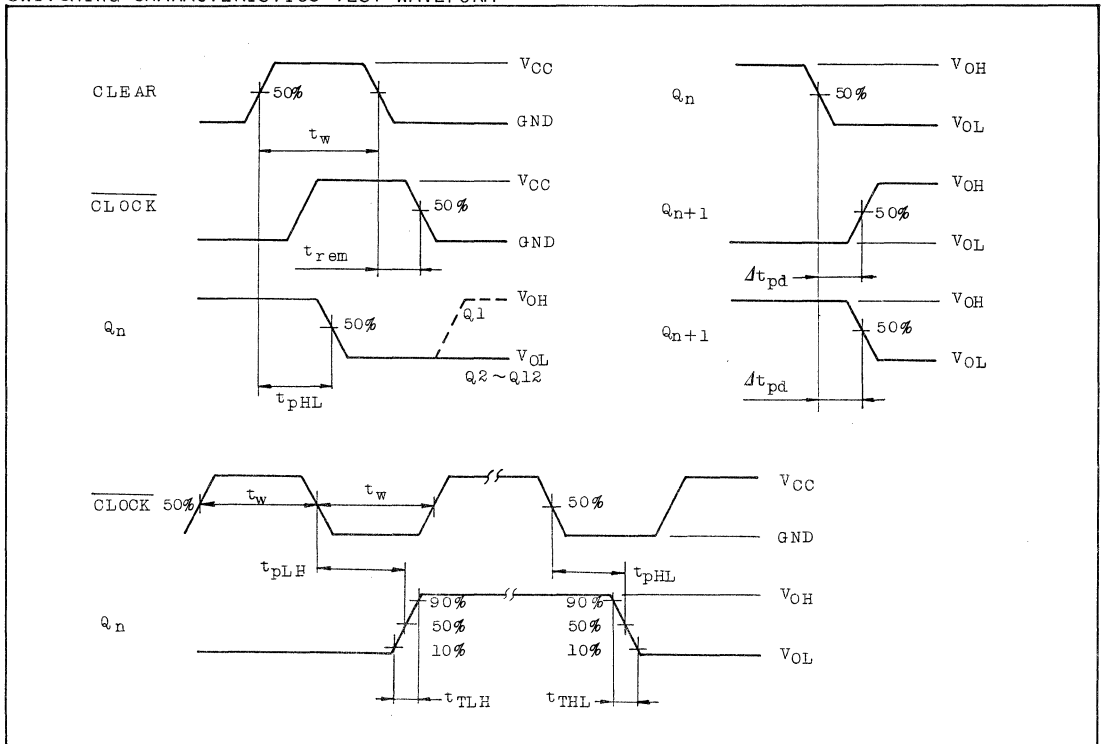 CLEAR
50%
VCC
GND
tw
CLOCK
VCC
50%
GND
trem
Qn
50%
Q1
VOH
VOL
Q2～Q12
tpHL
Qn
50%
VOH
VOL
Qn+1
50%
VOH
VOL
Δtpd
Qn+1
50%
VOH
VOL
Δtpd
CLOCK 50%
tw
tw
50%
VCC
GND
tpLH
tpHL
Qn
90%
50%
10%
90%
50%
10%
VOH
VOL
tTLH
tTHL